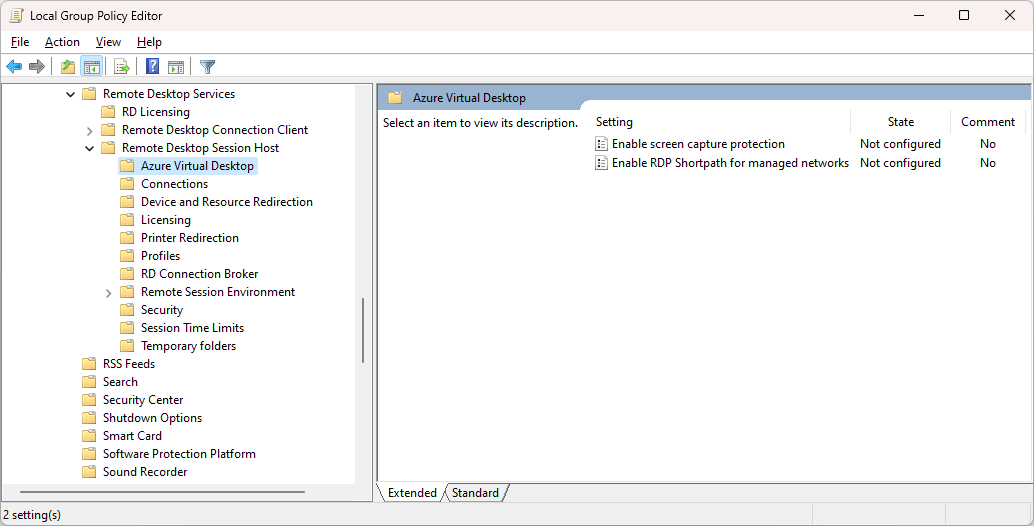 Local Group Policy Editor
File Action View Help
Remote Desktop Services
RD Licensing
Remote Desktop Connection Client
Remote Desktop Session Host
Azure Virtual Desktop
Connections
Device and Resource Redirection
Licensing
Printer Redirection
Profiles
RD Connection Broker
Remote Session Environment
Security
Session Time Limits
Temporary folders
RSS Feeds
Search
Security Center
Shutdown Options
Smart Card
Software Protection Platform
Sound Recorder
Azure Virtual Desktop
Select an item to view its description.
Setting State Comment
Enable screen capture protection Not configured No
Enable RDP Shortpath for managed networks Not configured No
Extended Standard
2 setting(s)